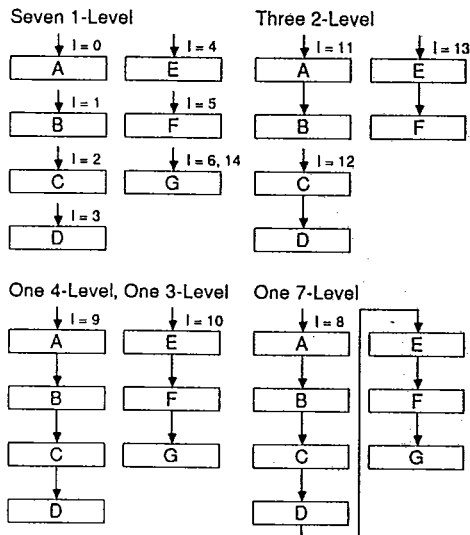 Seven 1-Level
I = 0
A
I = 1
B
I = 2
C
I = 3
D
I = 4
E
I = 5
F
I = 6, 14
G
Three 2-Level
I = 11
A
B
I = 12
C
D
I = 13
E
F
One 4-Level, One 3-Level
I = 9
A
B
C
D
I = 10
E
F
G
One 7-Level
I = 8
A
B
C
D
E
F
G